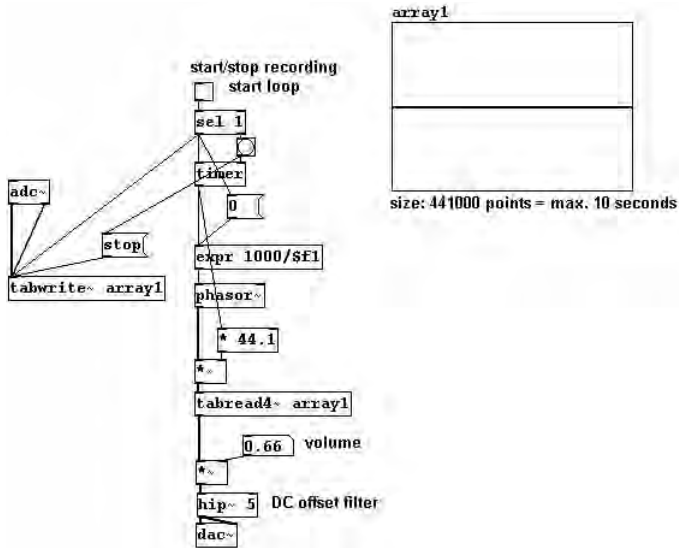 array1
start/stop recording
start loop
sel 1
timer
adc~
0
stop
expr 1000/$f1
tabwrite~ array1
phasor~
* 44.1
*~
tabread4~ array1
0.66
volume
*~
hip~ 5
DC offset filter
dac~
size: 441000 points = max. 10 seconds